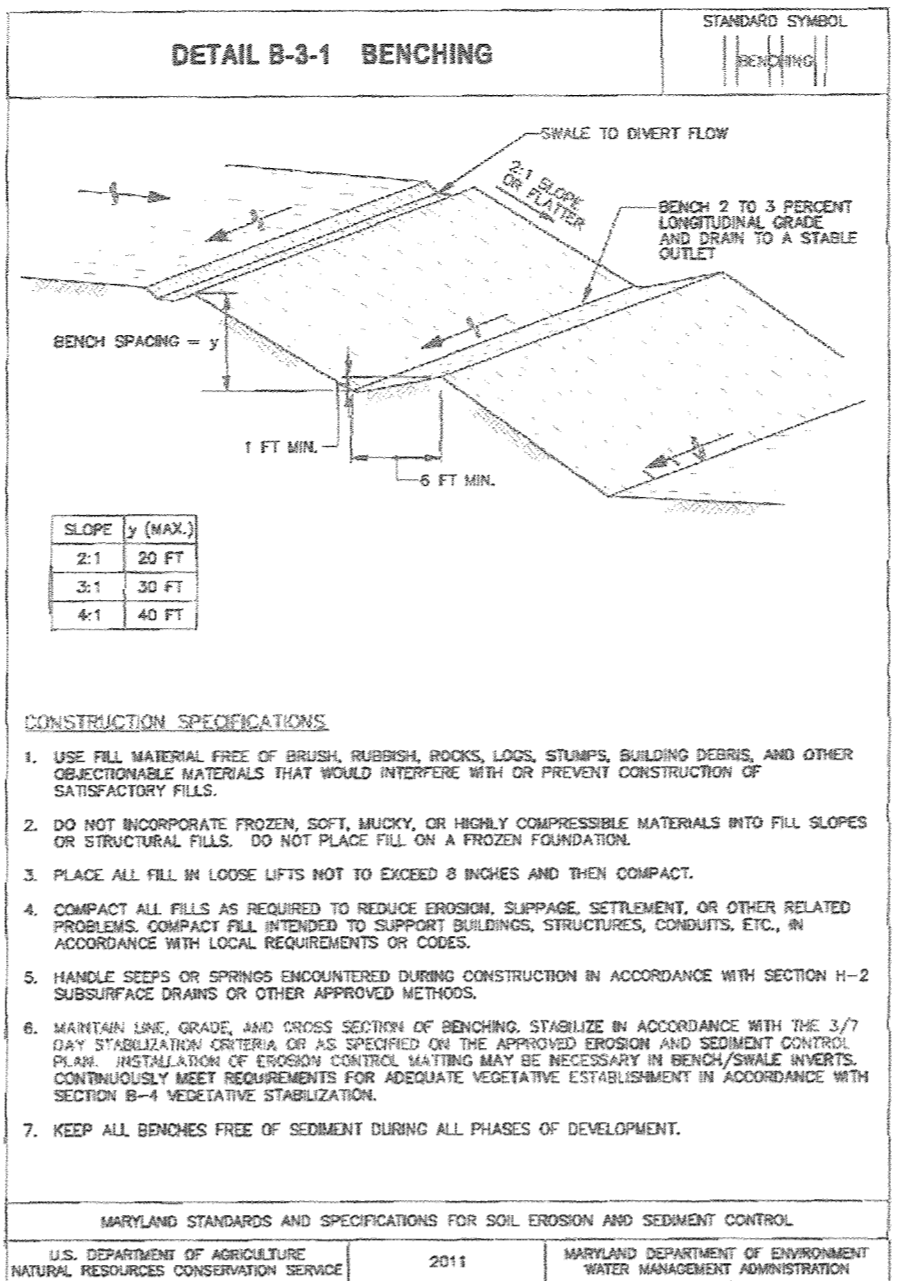 DETAIL B-3-1 BENCHING
STANDARD SYMBOL
BENCHING
SWALE TO DIVERT FLOW
2:1 SLOPE
OR FLATTER
BENCH 2 TO 3 PERCENT
LONGITUDINAL GRADE
AND DRAIN TO A STABLE
OUTLET
BENCH SPACING = y
1 FT MIN.
6 FT MIN.
SLOPE y (MAX.)
2:1 20 FT
3:1 30 FT
4:1 40 FT
CONSTRUCTION SPECIFICATIONS
1. USE FILL MATERIAL FREE OF BRUSH, RUBBISH, ROCKS, LOGS, STUMPS, BUILDING DEBRIS, AND OTHER
OBJECTIONABLE MATERIALS THAT WOULD INTERFERE WITH OR PREVENT CONSTRUCTION OF
SATISFACTORY FILLS.
2. DO NOT INCORPORATE FROZEN, SOFT, MUCKY, OR HIGHLY COMPRESSIBLE MATERIALS INTO FILL SLOPES
OR STRUCTURAL FILLS. DO NOT PLACE FILL ON A FROZEN FOUNDATION.
3. PLACE ALL FILL IN LOOSE LIFTS NOT TO EXCEED 8 INCHES AND THEN COMPACT.
4. COMPACT ALL FILLS AS REQUIRED TO REDUCE EROSION, SLIPPAGE, SETTLEMENT, OR OTHER RELATED
PROBLEMS. COMPACT FILL INTENDED TO SUPPORT BUILDINGS, STRUCTURES, CONDUITS, ETC., IN
ACCORDANCE WITH LOCAL REQUIREMENTS OR CODES.
5. HANDLE SEEPS OR SPRINGS ENCOUNTERED DURING CONSTRUCTION IN ACCORDANCE WITH SECTION H-2
SUBSURFACE DRAINS OR OTHER APPROVED METHODS.
6. MAINTAIN LINE, GRADE, AND CROSS SECTION OF BENCHING. STABILIZE IN ACCORDANCE WITH THE 3/7
DAY STABILIZATION CRITERIA OR AS SPECIFIED ON THE APPROVED EROSION AND SEDIMENT CONTROL
PLAN. INSTALLATION OF EROSION CONTROL MATTING MAY BE NECESSARY IN BENCH/SWALE INVERTS.
CONTINUOUSLY MEET REQUIREMENTS FOR ADEQUATE VEGETATIVE ESTABLISHMENT IN ACCORDANCE WITH
SECTION B-4 VEGETATIVE STABILIZATION.
7. KEEP ALL BENCHES FREE OF SEDIMENT DURING ALL PHASES OF DEVELOPMENT.
MARYLAND STANDARDS AND SPECIFICATIONS FOR SOIL EROSION AND SEDIMENT CONTROL
U.S. DEPARTMENT OF AGRICULTURE
NATURAL RESOURCES CONSERVATION SERVICE
2011
MARYLAND DEPARTMENT OF ENVIRONMENT
WATER MANAGEMENT ADMINISTRATION